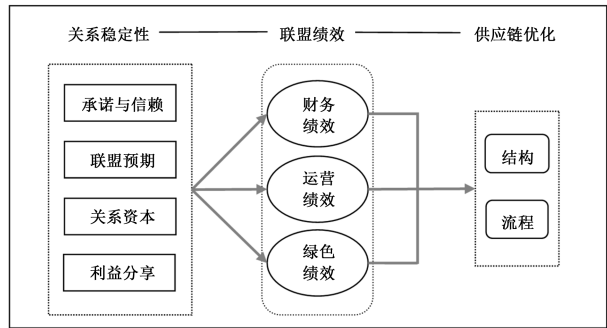 关系稳定性 联盟绩效 供应链优化
承诺与信赖
联盟预期
关系资本
利益分享
财务
绩效
运营
绩效
绿色
绩效
结构
流程